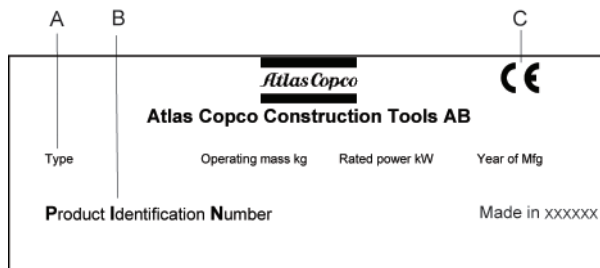 A B C
Atlas Copco
CE
Atlas Copco Construction Tools AB
Type Operating mass kg Rated power kW Year of Mfg
Product Identification Number Made in xxxxxx